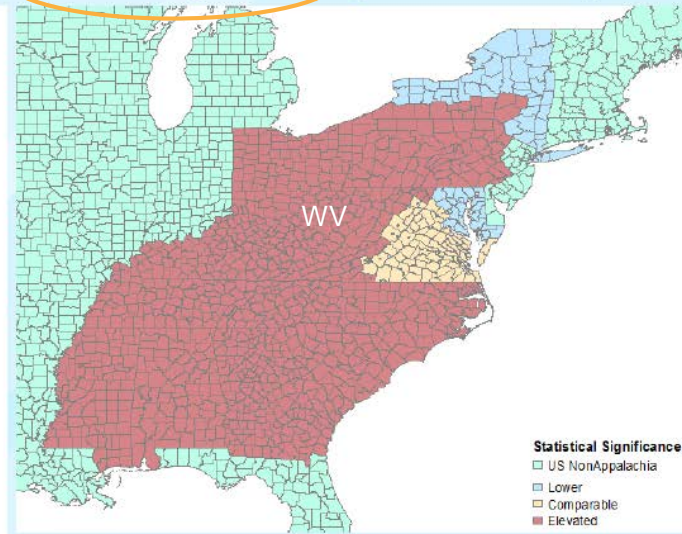 WV
Statistical Significance
US NonAppalachia
Lower
Comparable
Elevated